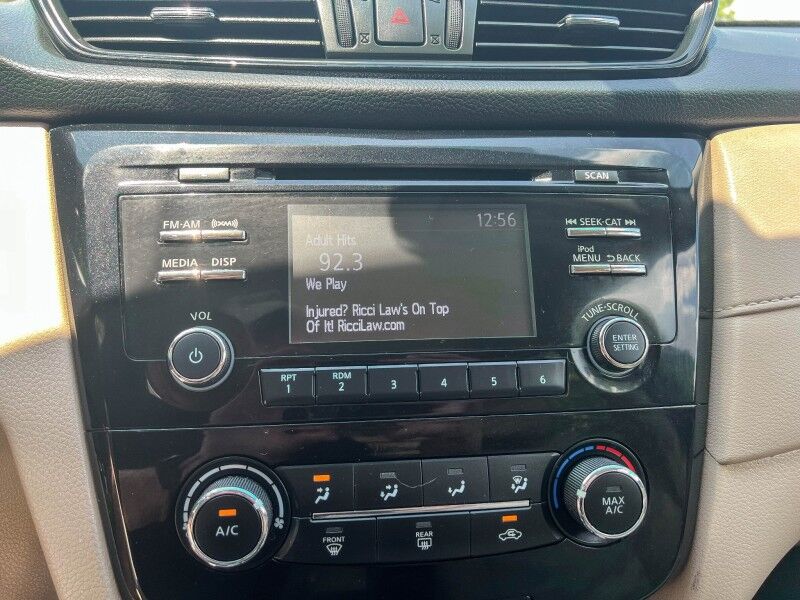 SCAN
FM·AM (((XM)))
MEDIA DISP
VOL
12:56
Adult Hits
92.3
We Play
Injured? Ricci Law's On Top
Of It! RicciLaw.com
SEEK·CAT
iPod
MENU BACK
TUNE·SCROLL
ENTER
SETTING
RPT
1
RDM
2
3
4
5
6
A/C
FRONT
REAR
MAX
A/C